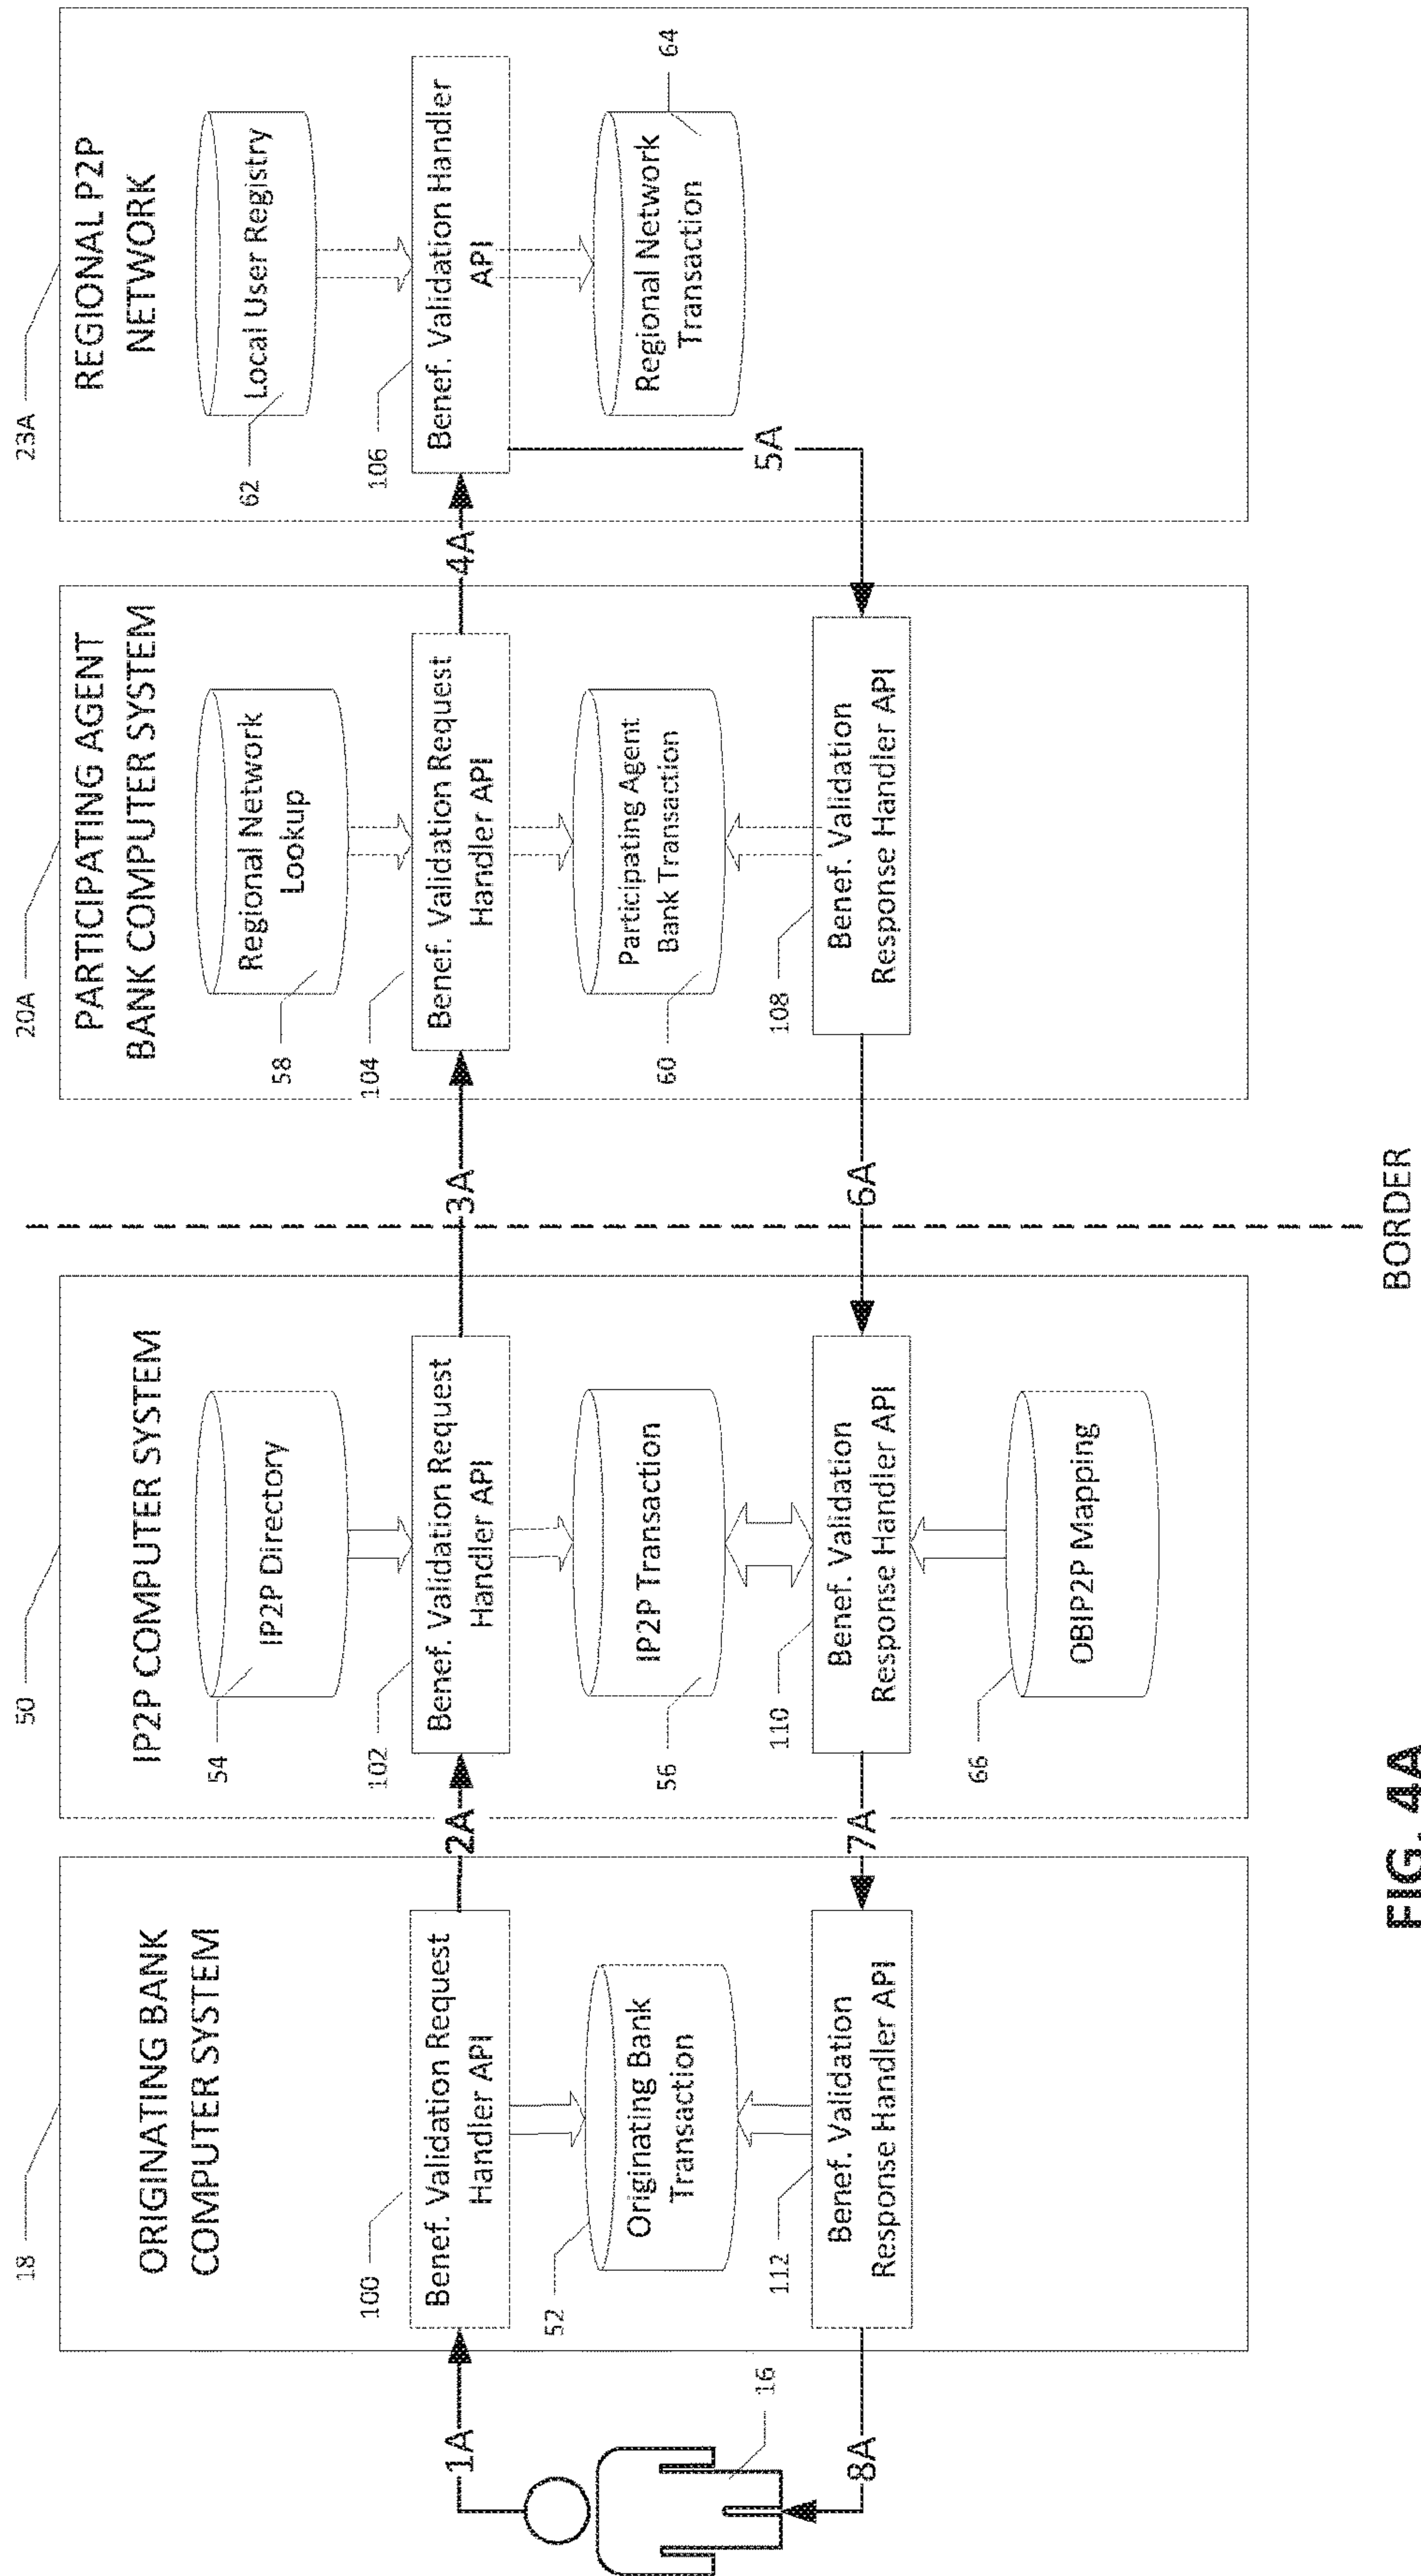 18
ORIGINATING BANK
COMPUTER SYSTEM
100
Benef. Validation Request
Handler API
52
Originating Bank
Transaction
112
Benef. Validation
Response Handler API
1A
16
8A
2A
7A
50
IP2P COMPUTER SYSTEM
54
IP2P Directory
102
Benef. Validation Request
Handler API
56
IP2P Transaction
110
Benef. Validation
Response Handler API
66
OBIP2P Mapping
3A
6A
BORDER
20A
PARTICIPATING AGENT
BANK COMPUTER SYSTEM
58
Regional Network
Lookup
104
Benef. Validation Request
Handler API
60
Participating Agent
Bank Transaction
108
Benef. Validation
Response Handler API
4A
5A
23A
REGIONAL P2P
NETWORK
62
Local User Registry
106
Benef. Validation Handler
API
Regional Network
Transaction
64
FIG. 4A